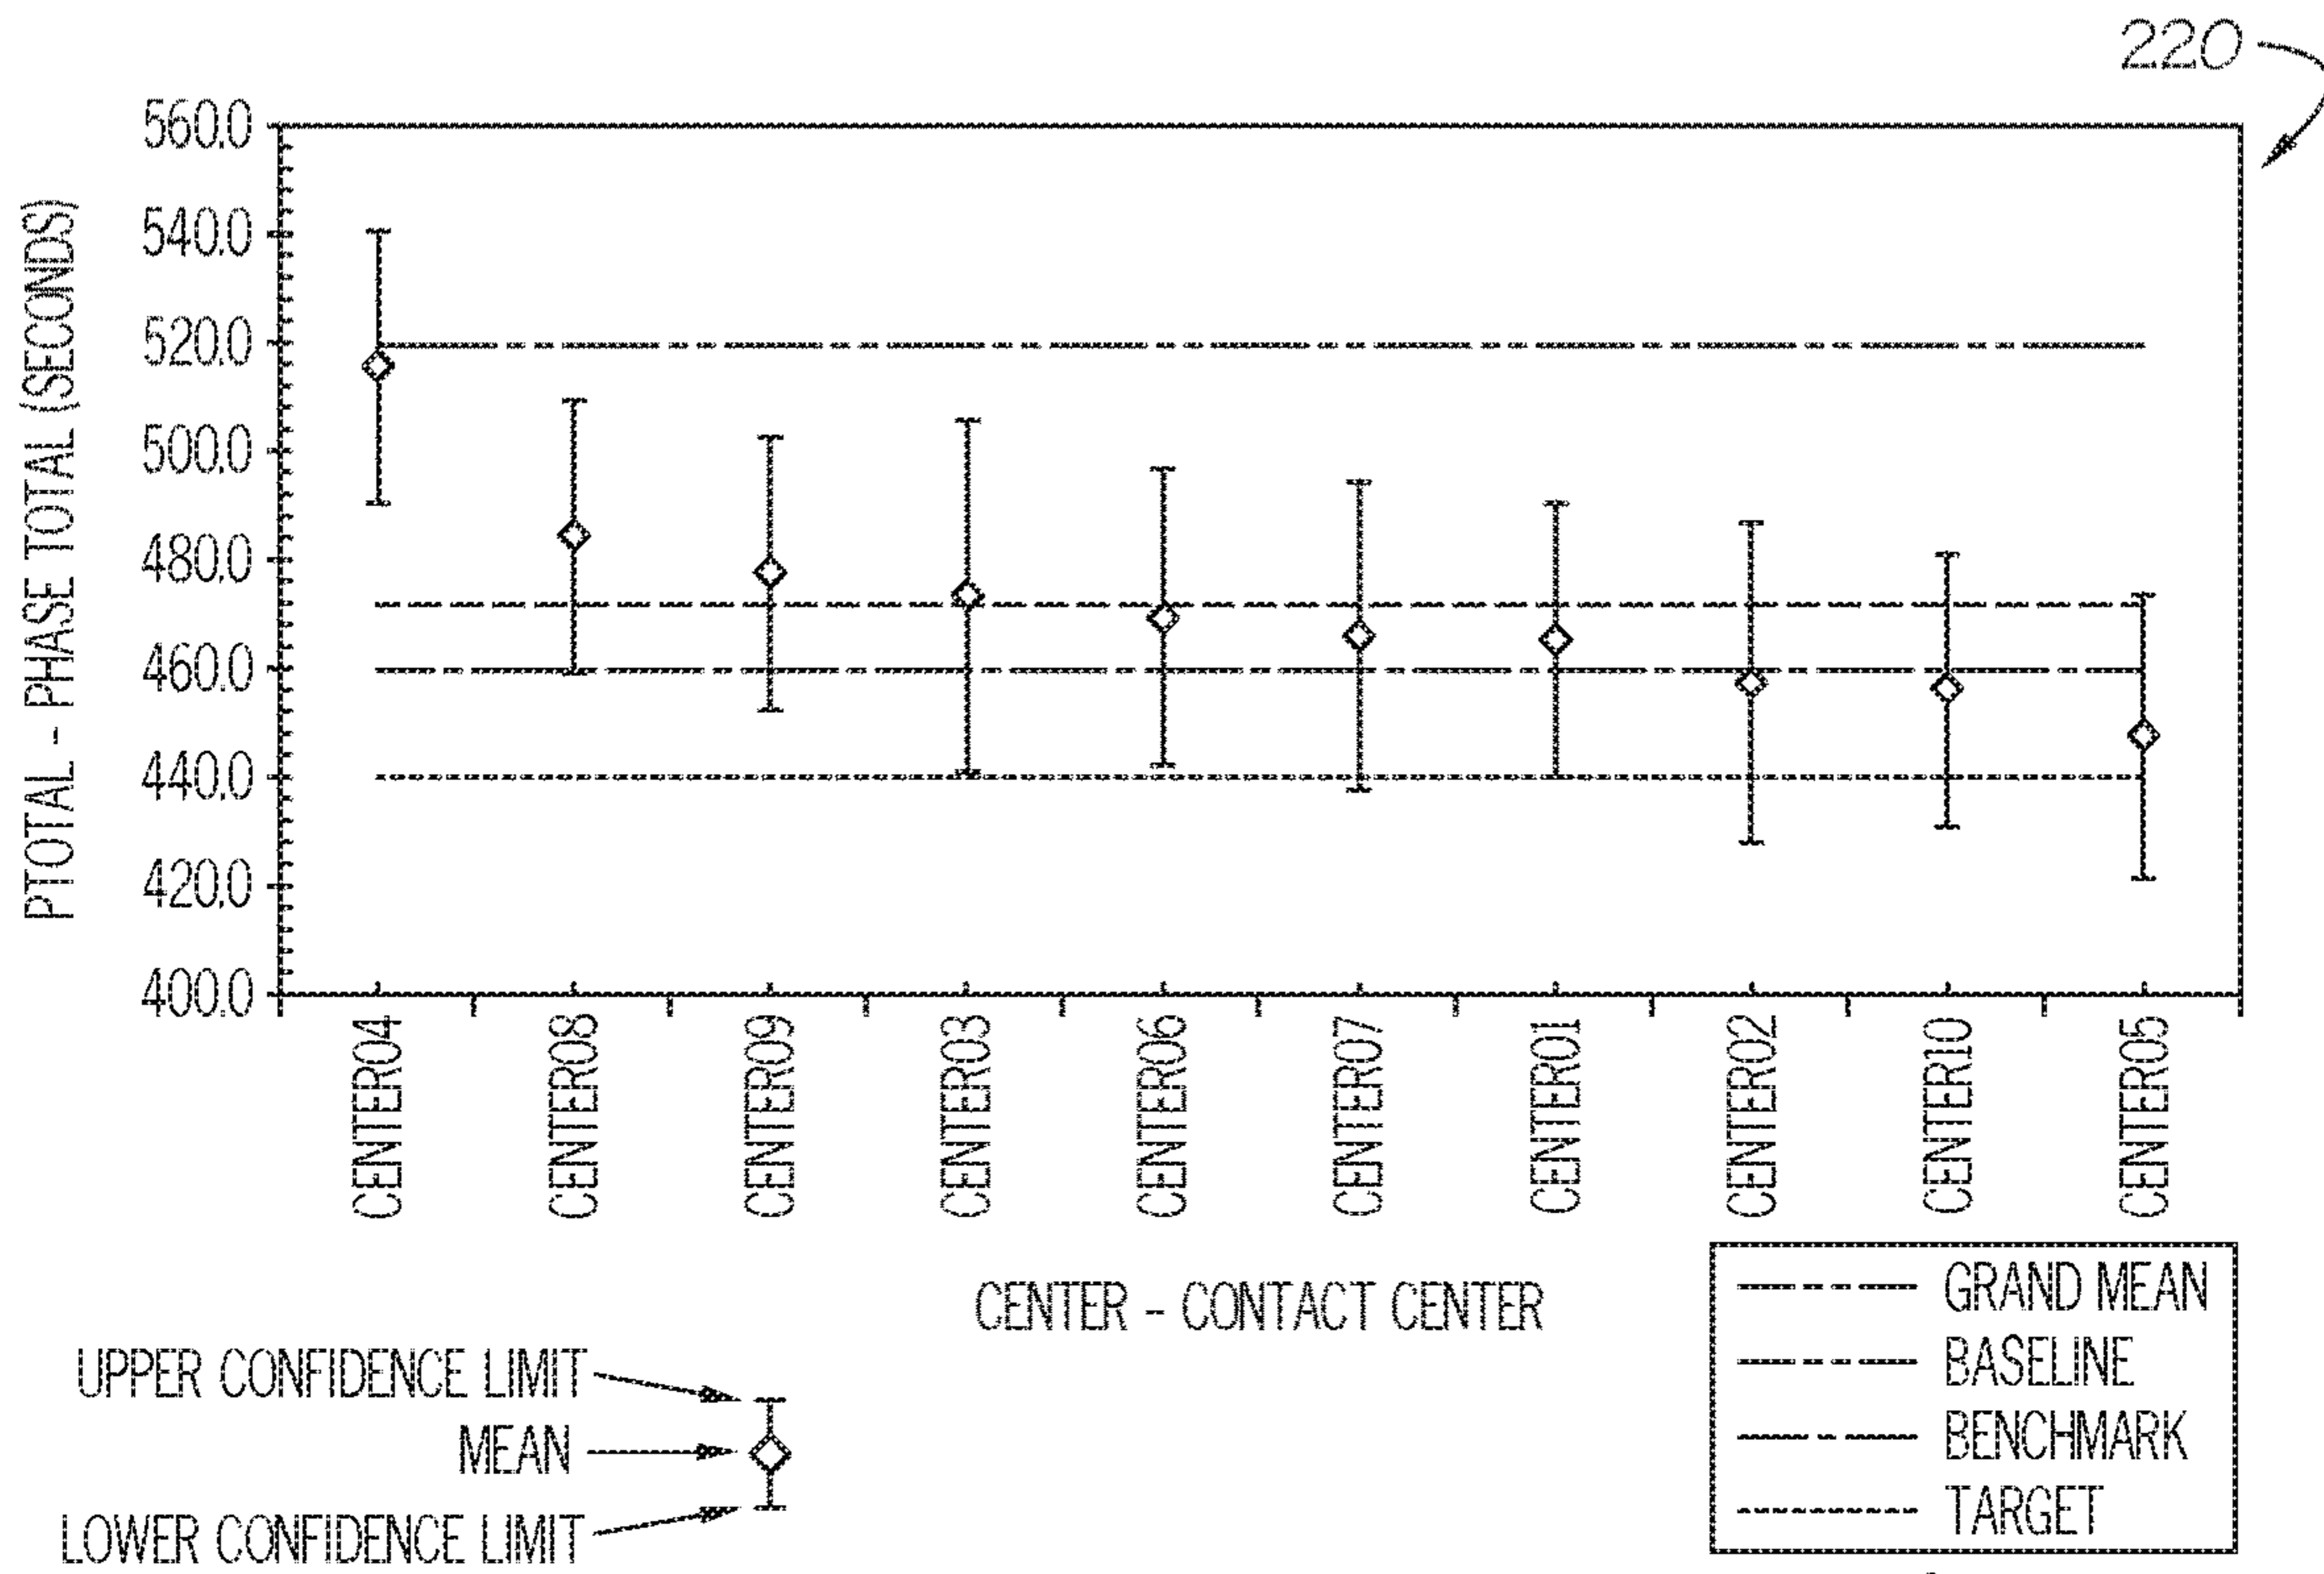 220
PTOTAL - PHASE TOTAL (SECONDS)
560.0
540.0
520.0
500.0
480.0
460.0
440.0
420.0
400.0
CENTER04
CENTER08
CENTER09
CENTER03
CENTER06
CENTER07
CENTER01
CENTER02
CENTER10
CENTER05
CENTER - CONTACT CENTER
GRAND MEAN
BASELINE
BENCHMARK
TARGET
UPPER CONFIDENCE LIMIT
MEAN
LOWER CONFIDENCE LIMIT